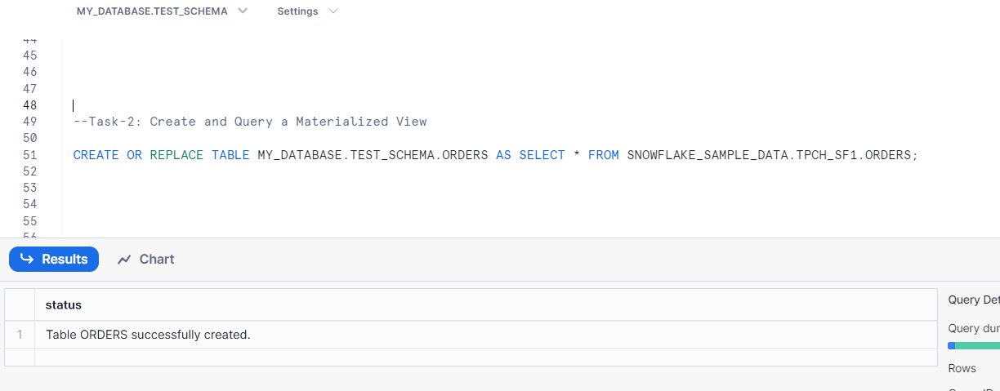 MY_DATABASE.TEST_SCHEMA Settings
44
45
46
47
48
49 --Task-2: Create and Query a Materialized View
50
51 CREATE OR REPLACE TABLE MY_DATABASE.TEST_SCHEMA.ORDERS AS SELECT * FROM SNOWFLAKE_SAMPLE_DATA.TPCH_SF1.ORDERS;
52
53
54
55
56
Results Chart
status
Query Det
1 Table ORDERS successfully created.
Query dur
Rows